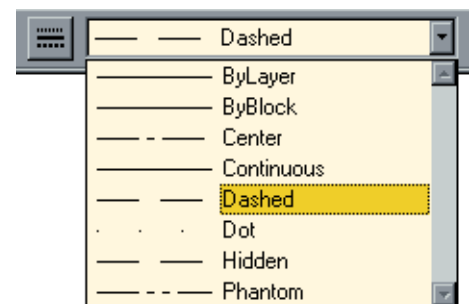 Dashed
ByLayer
ByBlock
Center
Continuous
Dashed
Dot
Hidden
Phantom